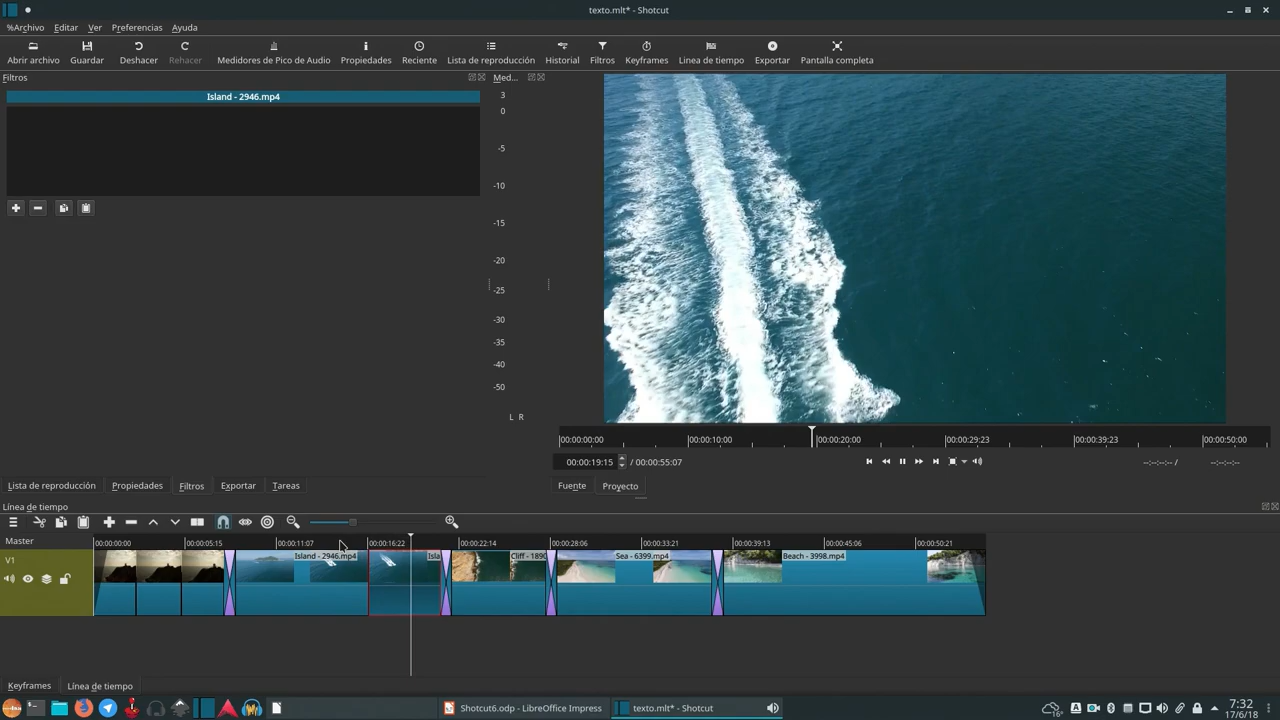 texto.mlt* - Shotcut
%Archivo Editar Ver Preferencias Ayuda
Abrir archivo Guardar Deshacer Rehacer Medidores de Pico de Audio Propiedades Reciente Lista de reproducción Historial Filtros Keyframes Linea de tiempo Exportar Pantalla completa
Filtros
Med...
Island - 2946.mp4
3
0
-5
-10
-15
-20
-25
-30
-35
-40
-50
L R
00:00:00:00 00:00:10:00 00:00:20:00 00:00:29:23 00:00:39:23 00:00:50:00
00:00:19:15 / 00:00:55:07 --:--:--:-- / --:--:--:--
Lista de reproducción Propiedades Filtros Exportar Tareas
Fuente Proyecto
Línea de tiempo
Master
00:00:00:00 00:00:05:15 00:00:11:07 00:00:16:22 00:00:22:14 00:00:28:06 00:00:33:21 00:00:39:13 00:00:45:06 00:00:50:21
V1
Island - 2946.mp4 Isla Cliff - 1890 Sea - 6399.mp4 Beach - 3998.mp4
Keyframes Línea de tiempo
Shotcut6.odp - LibreOffice Impress
texto.mlt* - Shotcut
16°
A
7:32
17/6/18